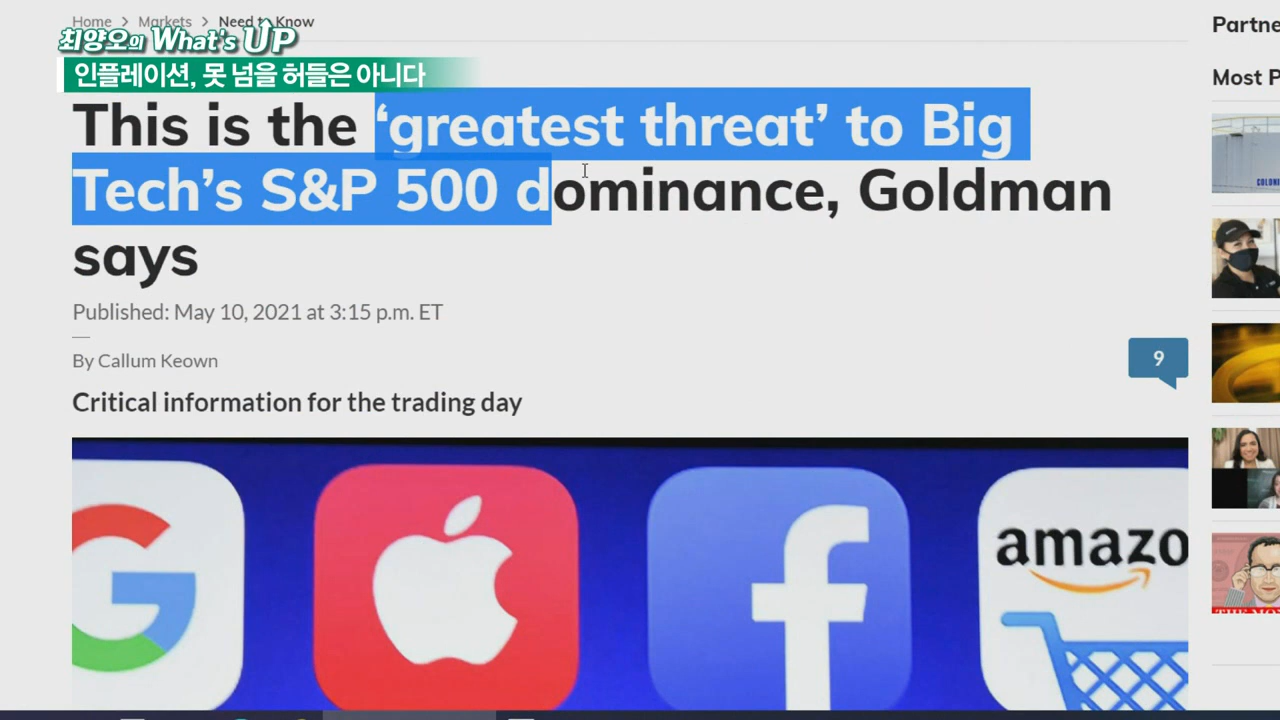 Home > Markets > Need to Know
최양오의 What's UP
인플레이션, 못 넘을 허들은 아니다
This is the ‘greatest threat’ to Big
Tech’s S&P 500 dominance, Goldman
says
Published: May 10, 2021 at 3:15 p.m. ET
By Callum Keown
9
Critical information for the trading day
amazo
Partne
Most P
COLONI